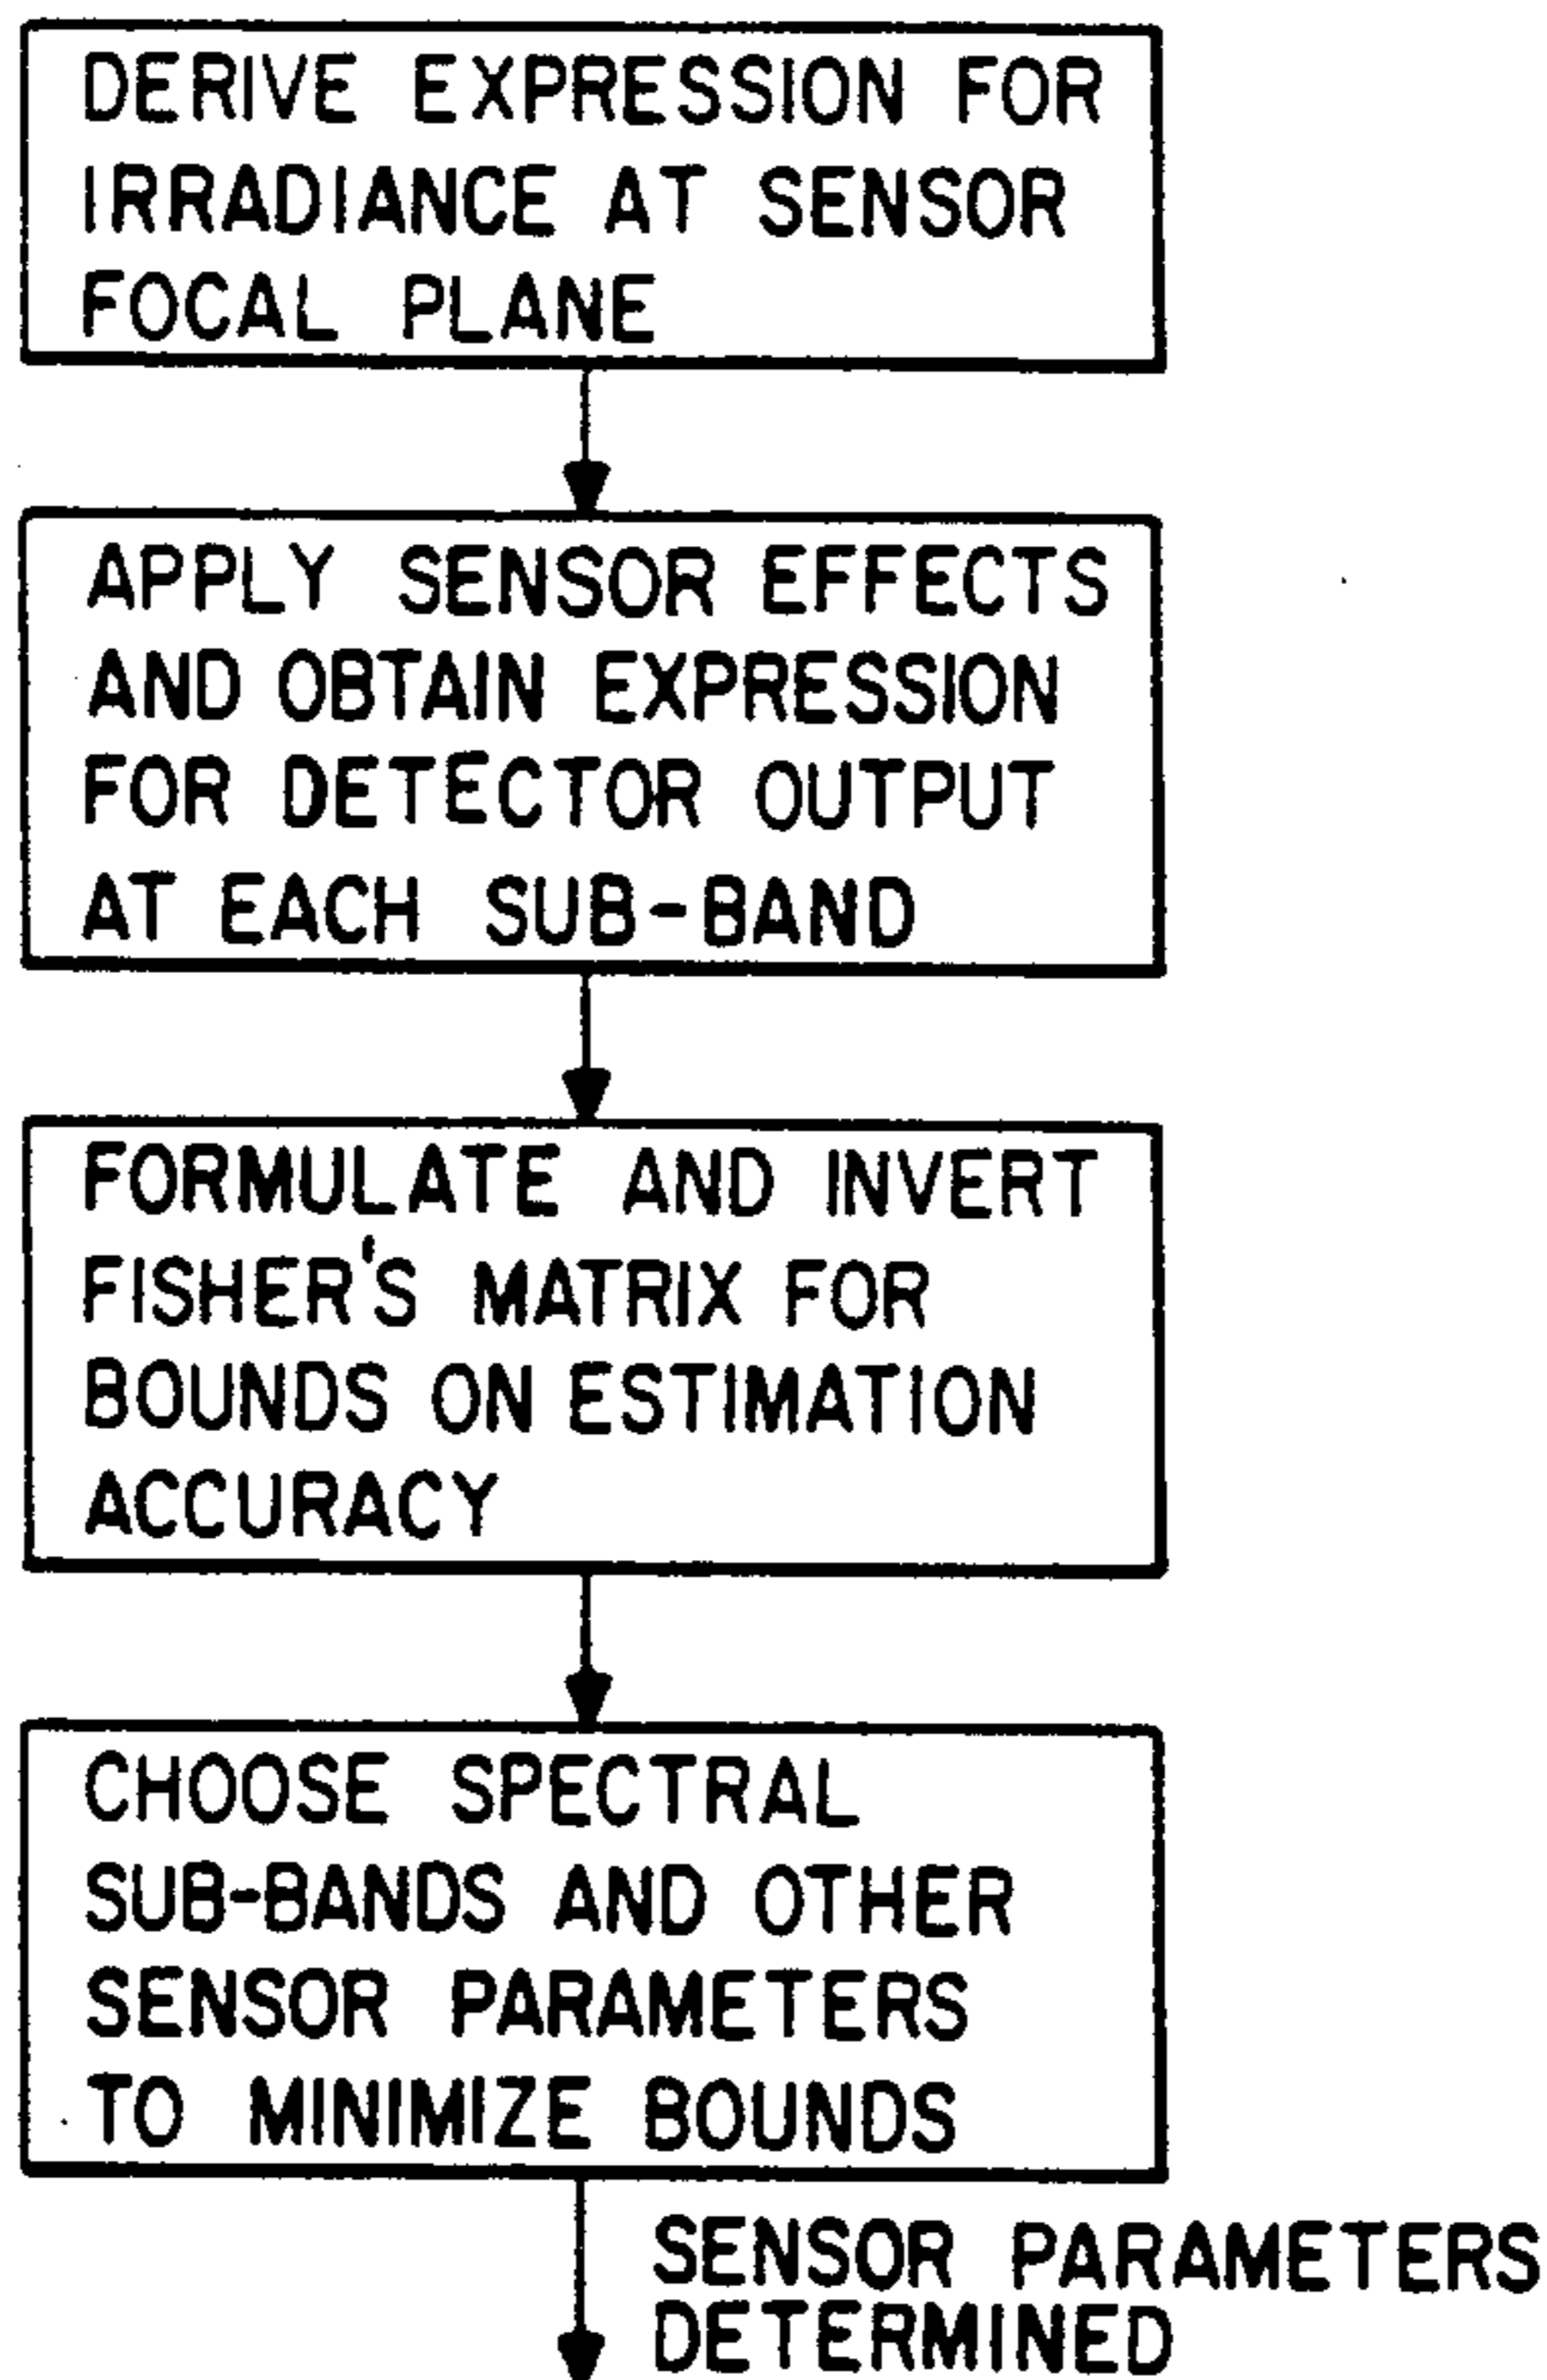 DERIVE EXPRESSION FOR
IRRADIANCE AT SENSOR
FOCAL PLANE
APPLY SENSOR EFFECTS
AND OBTAIN EXPRESSION
FOR DETECTOR OUTPUT
AT EACH SUB-BAND
FORMULATE AND INVERT
FISHER'S MATRIX FOR
BOUNDS ON ESTIMATION
ACCURACY
CHOOSE SPECTRAL
SUB-BANDS AND OTHER
SENSOR PARAMETERS
TO MINIMIZE BOUNDS
SENSOR PARAMETERS
DETERMINED